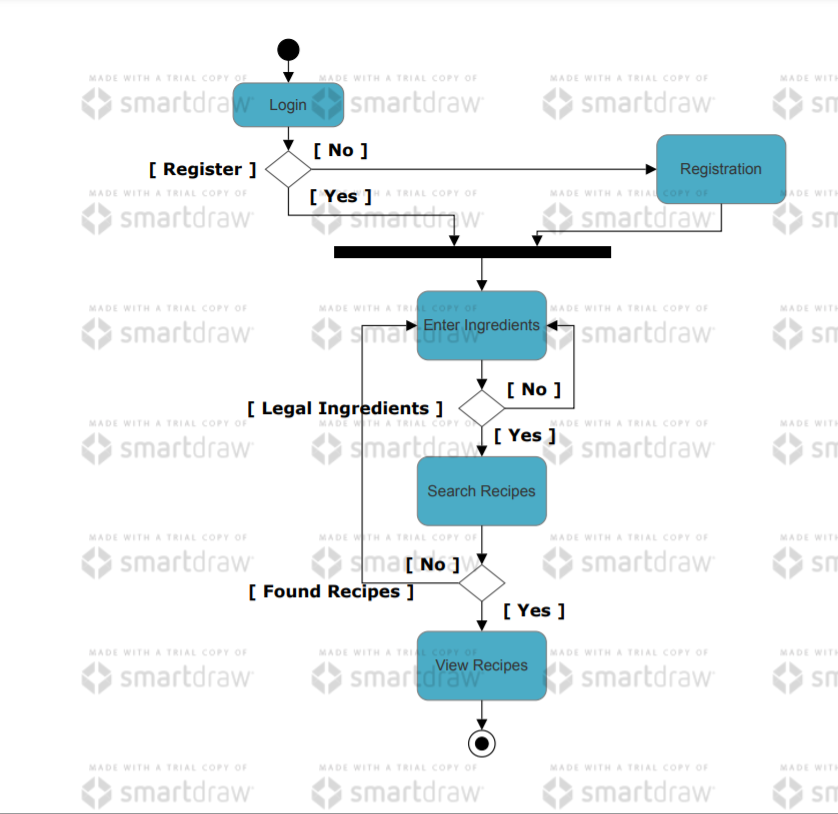 Login
[ No ]
[ Register ]
Registration
[ Yes ]
Enter Ingredients
[ No ]
[ Legal Ingredients ]
[ Yes ]
Search Recipes
[ No ]
[ Found Recipes ]
[ Yes ]
View Recipes
MADE WITH A TRIAL COPY OF
smartdraw